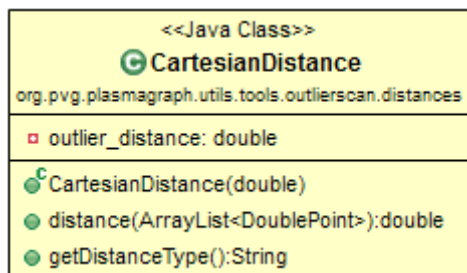 <<Java Class>>
C CartesianDistance
org.pvg.plasmagraph.utils.tools.outlierscan.distances
outlier_distance: double
C CartesianDistance(double)
distance(ArrayList<DoublePoint>):double
getDistanceType():String